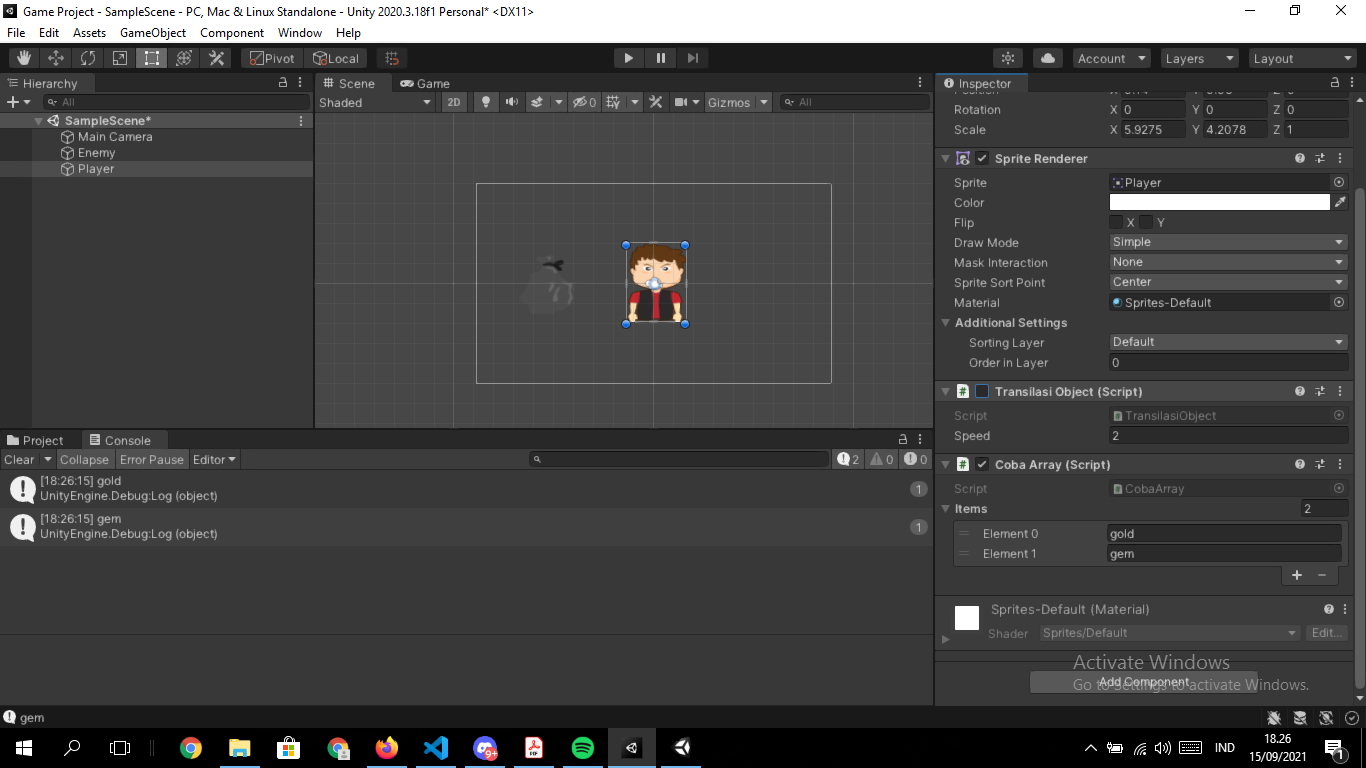 Game Project - SampleScene - PC, Mac & Linux Standalone - Unity 2020.3.18f1 Personal* <DX11>
File Edit Assets GameObject Component Window Help
Pivot Local Account Layers Layout
Hierarchy
All
SampleScene*
Main Camera
Enemy
Player
Scene Game
Shaded 2D 0 Gizmos All
Inspector
Position
Rotation X 0 Y 0 Z 0
Scale X 5.9275 Y 4.2078 Z 1
Sprite Renderer
Sprite Player
Color
Flip X Y
Draw Mode Simple
Mask Interaction None
Sprite Sort Point Center
Material Sprites-Default
Additional Settings
Sorting Layer Default
Order in Layer 0
Transilasi Object (Script)
Script TransilasiObject
Speed 2
Coba Array (Script)
Script CobaArray
Items 2
Element 0 gold
Element 1 gem
Sprites-Default (Material)
Shader Sprites/Default Edit...
Add Component
Activate Windows
Go to Settings to activate Windows.
Project Console
Clear Collapse Error Pause Editor 2 0 0
[18:26:15] gold
UnityEngine.Debug:Log (object)
1
[18:26:15] gem
UnityEngine.Debug:Log (object)
1
gem
9+
IND
18.26
15/09/2021
1